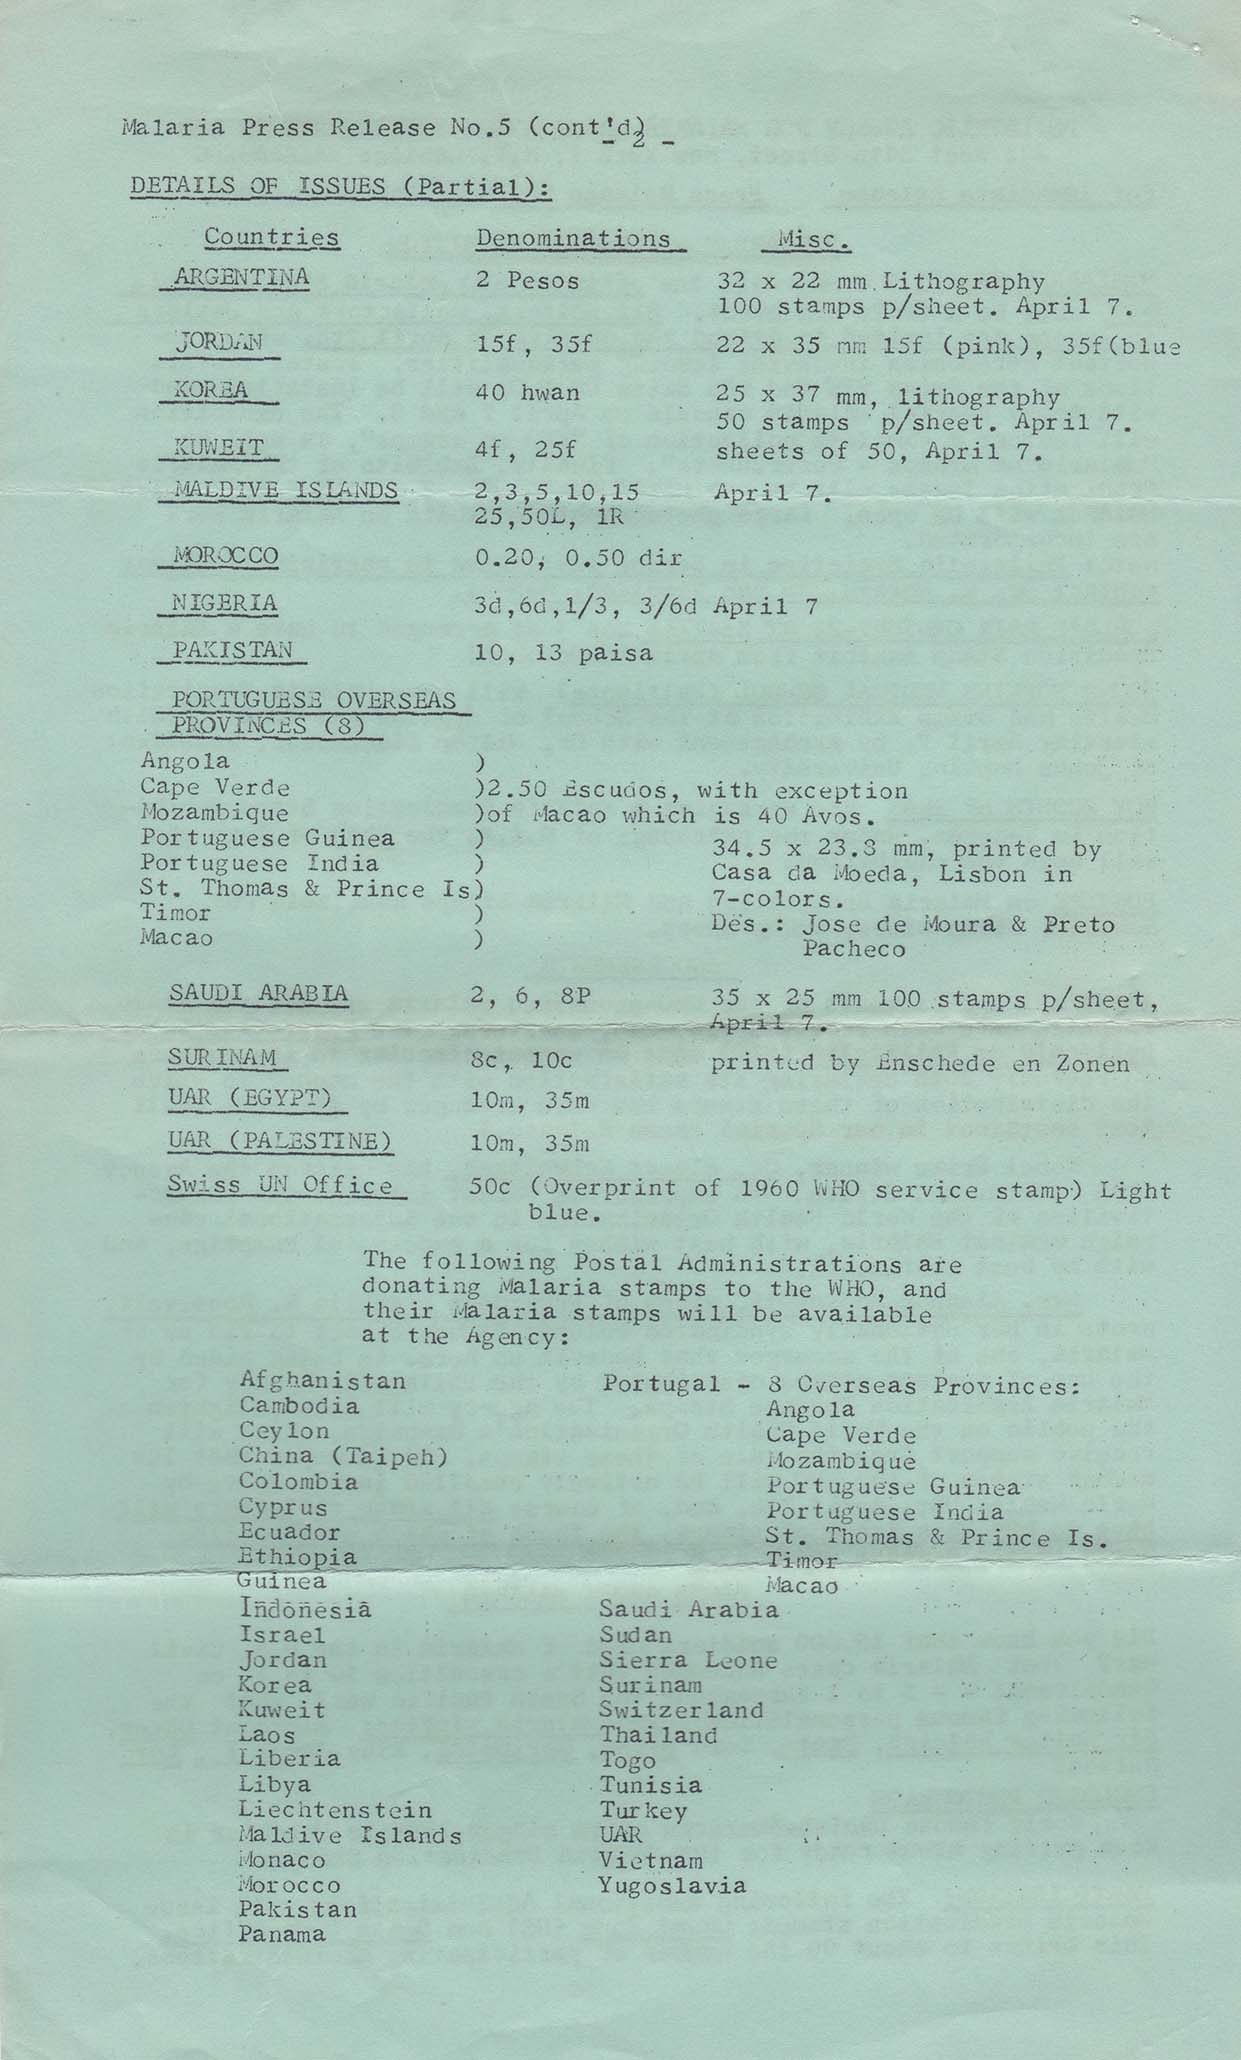 Malaria Press Release No.5 (cont'd)
- 2 -
DETAILS OF ISSUES (Partial):
Countries Denominations Misc.
ARGENTINA 2 Pesos 32 x 22 mm Lithography
100 stamps p/sheet. April 7.
JORDAN 15f, 35f 22 x 35 mm 15f (pink), 35f(blue
KOREA 40 hwan 25 x 37 mm, lithography
50 stamps p/sheet. April 7.
KUWEIT 4f, 25f sheets of 50, April 7.
MALDIVE ISLANDS 2,3,5,10,15 April 7.
25,50L, 1R
MOROCCO 0.20, 0.50 dir
NIGERIA 3d,6d,1/3, 3/6d April 7
PAKISTAN 10, 13 paisa
PORTUGUESE OVERSEAS
PROVINCES (8)
Angola )
Cape Verde )2.50 Escudos, with exception
Mozambique )of Macao which is 40 Avos.
Portuguese Guinea ) 34.5 x 23.8 mm, printed by
Portuguese India ) Casa da Moeda, Lisbon in
St. Thomas & Prince Is) 7-colors.
Timor ) Des.: Jose de Moura & Preto
Macao ) Pacheco
SAUDI ARABIA 2, 6, 8P 35 x 25 mm 100 stamps p/sheet,
April 7.
SURINAM 8c, 10c printed by Enschede en Zonen
UAR (EGYPT) 10m, 35m
UAR (PALESTINE) 10m, 35m
Swiss UN Office 50c (Overprint of 1960 WHO service stamp) Light
blue.
The following Postal Administrations are
donating Malaria stamps to the WHO, and
their Malaria stamps will be available
at the Agency:
Afghanistan Portugal - 8 Overseas Provinces:
Cambodia Angola
Ceylon Cape Verde
China (Taipeh) Mozambique
Colombia Portuguese Guinea
Cyprus Portuguese India
Ecuador St. Thomas & Prince Is.
Ethiopia Timor
Guinea Macao
Indonesia Saudi Arabia
Israel Sudan
Jordan Sierra Leone
Korea Surinam
Kuweit Switzerland
Laos Thailand
Liberia Togo
Libya Tunisia
Liechtenstein Turkey
Maldive Islands UAR
Monaco Vietnam
Morocco Yugoslavia
Pakistan
Panama